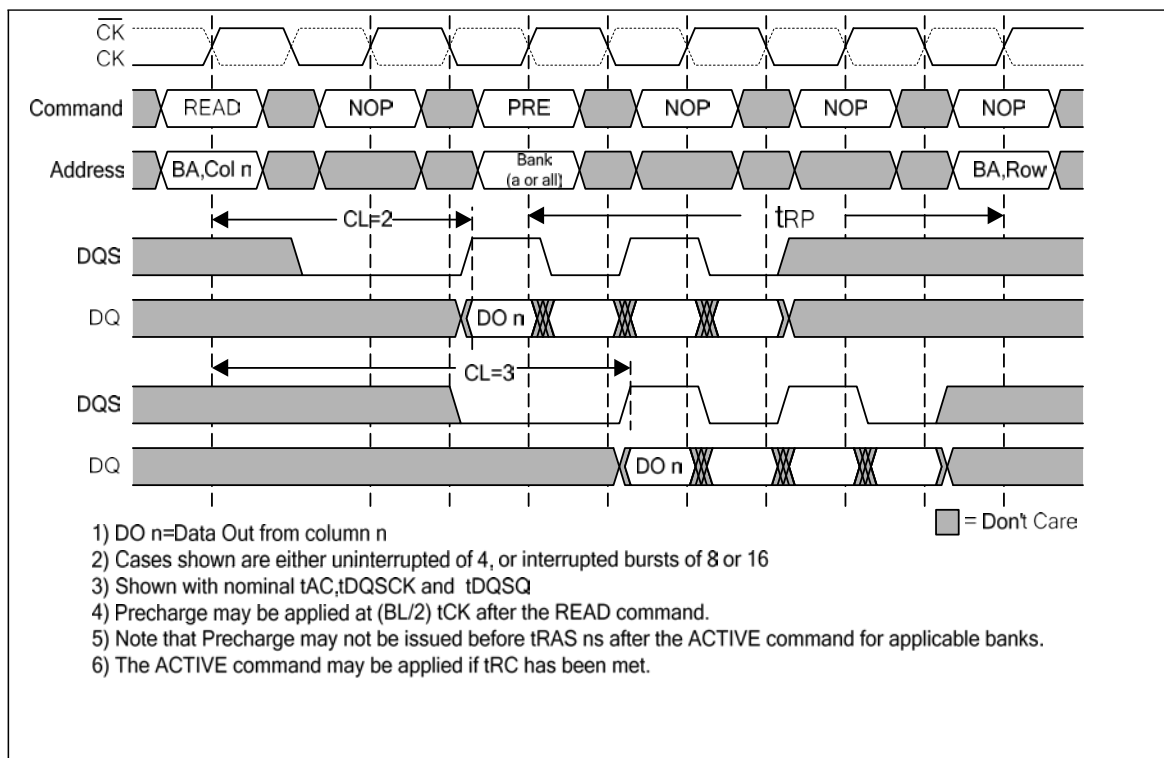 CK
CK
Command READ NOP PRE NOP NOP NOP
Address BA,Col n Bank (a or all) BA,Row
CL=2 tRP
DQS
DQ DO n
CL=3
DQS
DQ DO n
= Don't Care
1) DO n=Data Out from column n
2) Cases shown are either uninterrupted of 4, or interrupted bursts of 8 or 16
3) Shown with nominal tAC,tDQSCK and tDQSQ
4) Precharge may be applied at (BL/2) tCK after the READ command.
5) Note that Precharge may not be issued before tRAS ns after the ACTIVE command for applicable banks.
6) The ACTIVE command may be applied if tRC has been met.